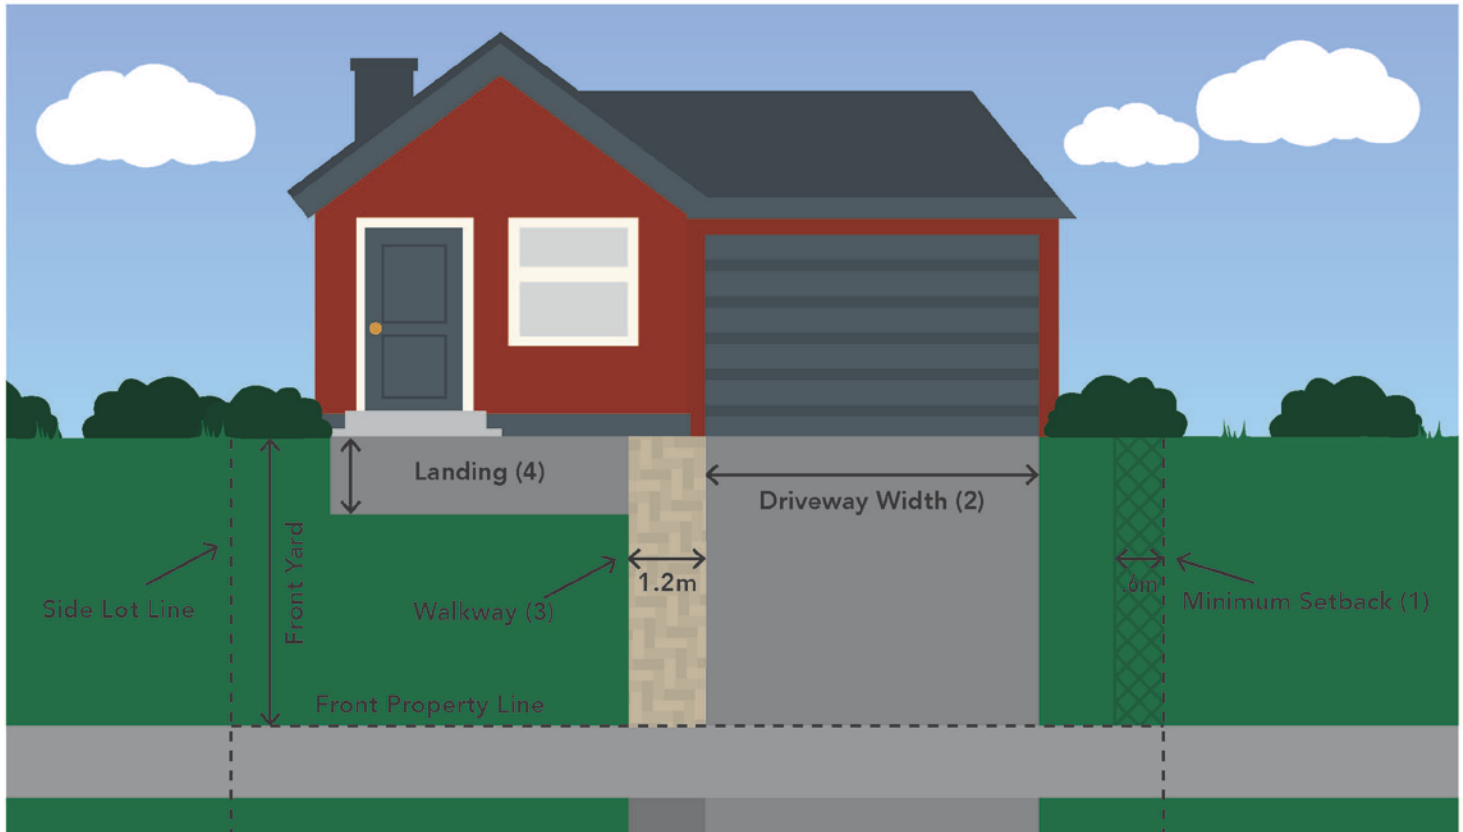 Landing (4)
Driveway Width (2)
Front Yard
1.2m
.6m
Side Lot Line
Walkway (3)
Minimum Setback (1)
Front Property Line